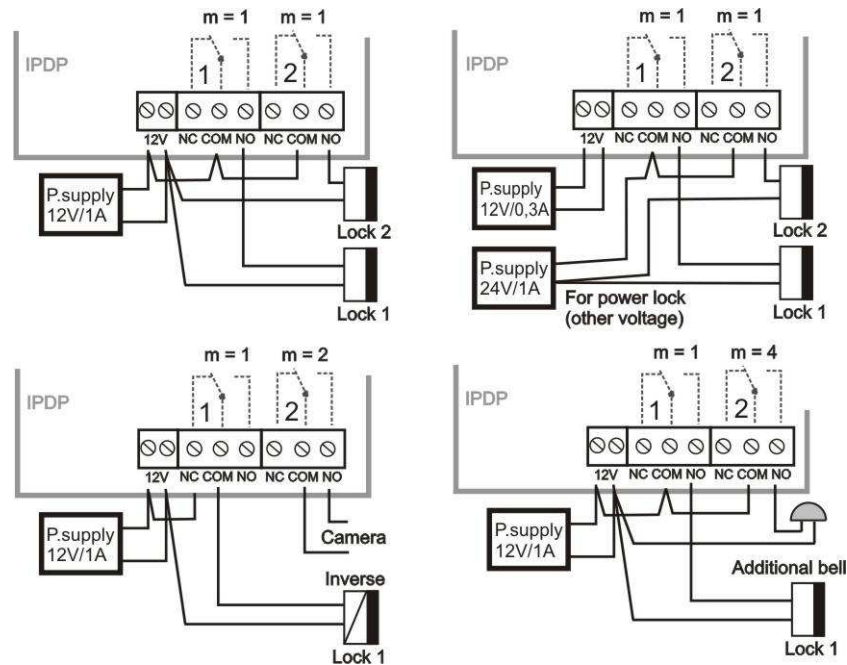 m = 1 m = 1
IPDP
1 2
12V NC COM NO NC COM NO
P.supply
12V/1A
Lock 2
Lock 1
m = 1 m = 1
IPDP
1 2
12V NC COM NO NC COM NO
P.supply
12V/0,3A
Lock 2
P.supply
24V/1A
For power lock
(other voltage)
Lock 1
m = 1 m = 2
IPDP
1 2
12V NC COM NO NC COM NO
P.supply
12V/1A
Camera
Inverse
Lock 1
m = 1 m = 4
IPDP
1 2
12V NC COM NO NC COM NO
P.supply
12V/1A
Additional bell
Lock 1